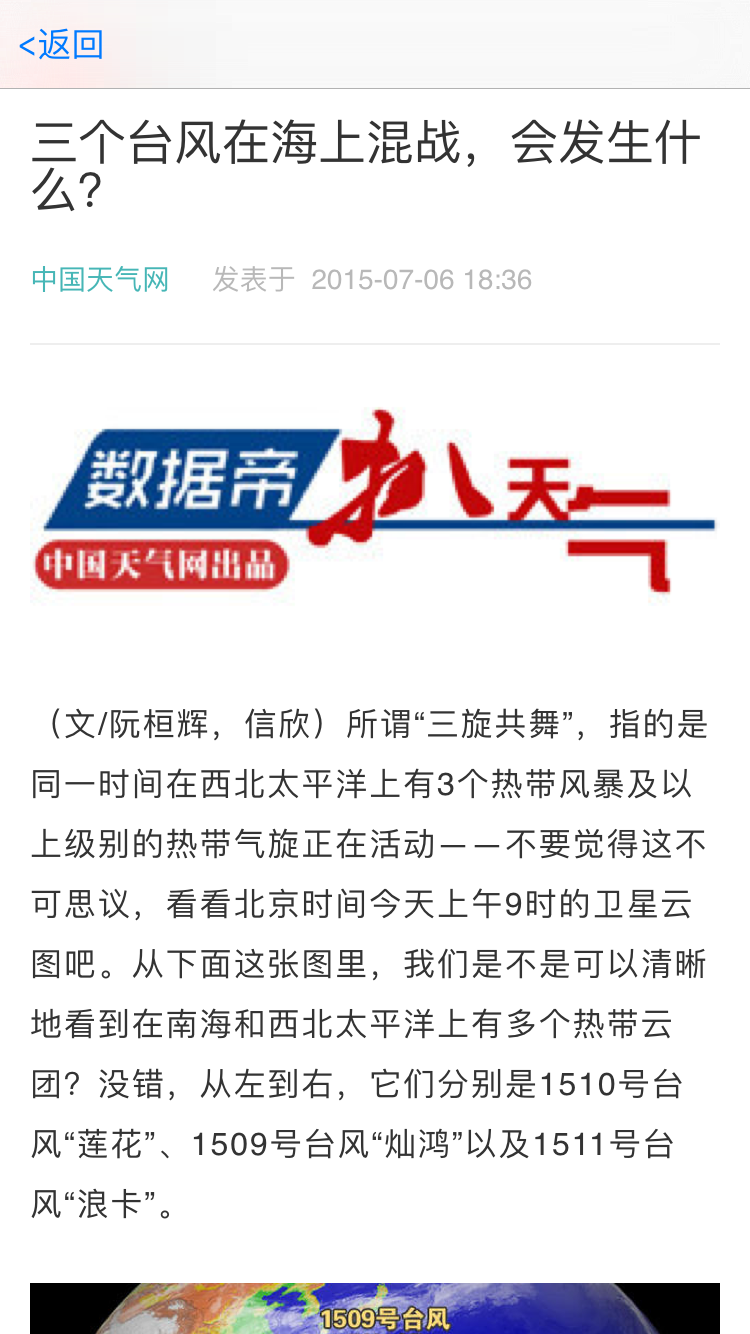 <返回
三个台风在海上混战，会发生什
么？
中国天气网 发表于 2015-07-06 18:36
数据帝 扒天气
中国天气网出品
（文/阮桓辉，信欣）所谓“三旋共舞”，指的是
同一时间在西北太平洋上有3个热带风暴及以
上级别的热带气旋正在活动——不要觉得这不
可思议，看看北京时间今天上午9时的卫星云
图吧。从下面这张图里，我们是不是可以清晰
地看到在南海和西北太平洋上有多个热带云
团？没错，从左到右，它们分别是1510号台
风“莲花”、1509号台风“灿鸿”以及1511号台
风“浪卡”。
1509号台风